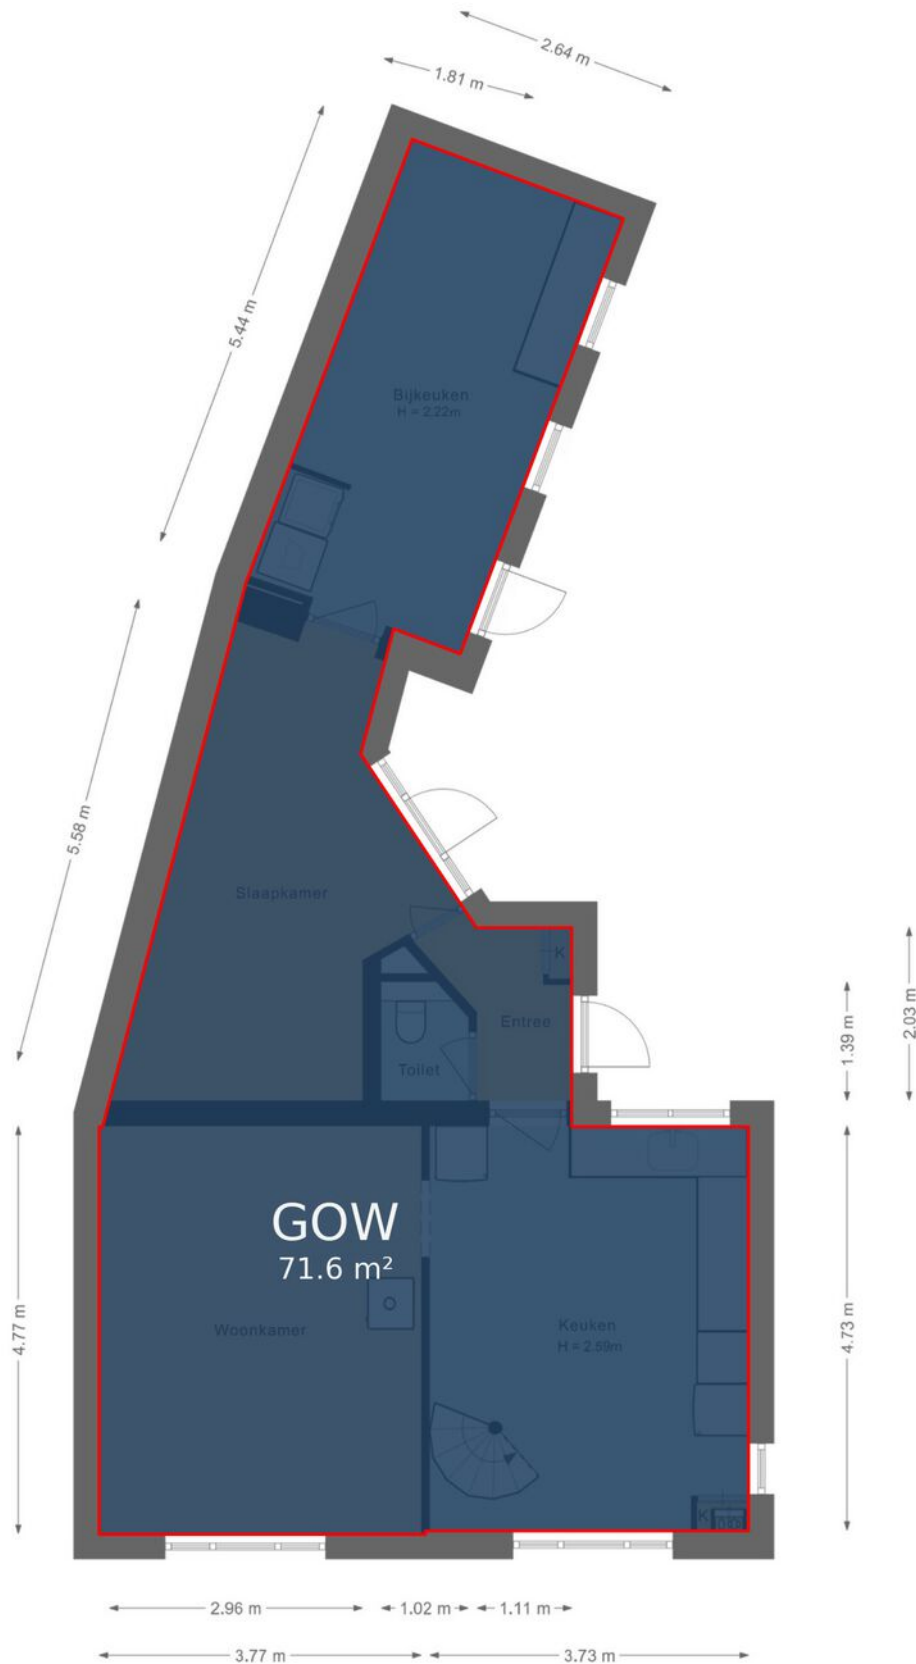 2.64 m
1.81 m
5.44 m
Bijkeuken
H = 2.22m
5.58 m
Slaapkamer
K
Entree
Toilet
1.39 m
2.03 m
GOW
71.6 m²
Woonkamer
Keuken
H = 2.59m
4.77 m
4.73 m
K
2.96 m
1.02 m
1.11 m
3.77 m
3.73 m